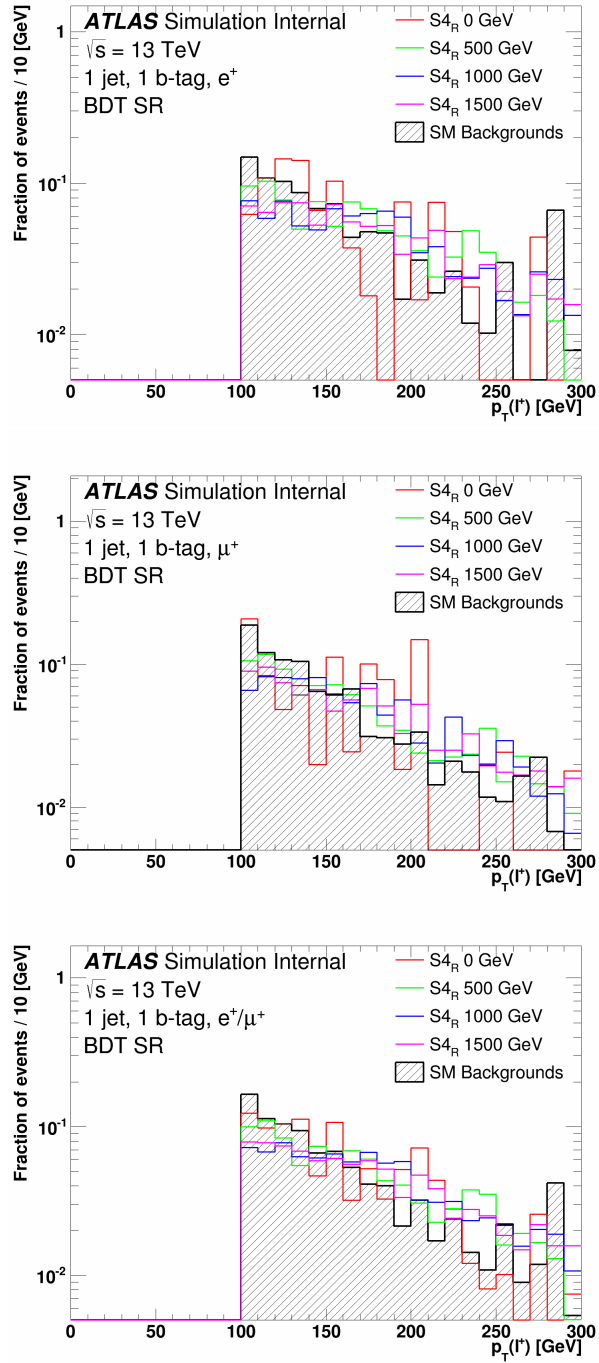 ATLAS Simulation Internal
√s = 13 TeV
1 jet, 1 b-tag, e⁺
BDT SR
S4_R 0 GeV
S4_R 500 GeV
S4_R 1000 GeV
S4_R 1500 GeV
SM Backgrounds
Fraction of events / 10 [GeV]
1
10⁻¹
10⁻²
0 50 100 150 200 250 300
p_T(l⁺) [GeV]
ATLAS Simulation Internal
√s = 13 TeV
1 jet, 1 b-tag, μ⁺
BDT SR
S4_R 0 GeV
S4_R 500 GeV
S4_R 1000 GeV
S4_R 1500 GeV
SM Backgrounds
Fraction of events / 10 [GeV]
1
10⁻¹
10⁻²
0 50 100 150 200 250 300
p_T(l⁺) [GeV]
ATLAS Simulation Internal
√s = 13 TeV
1 jet, 1 b-tag, e⁺/μ⁺
BDT SR
S4_R 0 GeV
S4_R 500 GeV
S4_R 1000 GeV
S4_R 1500 GeV
SM Backgrounds
Fraction of events / 10 [GeV]
1
10⁻¹
10⁻²
0 50 100 150 200 250 300
p_T(l⁺) [GeV]